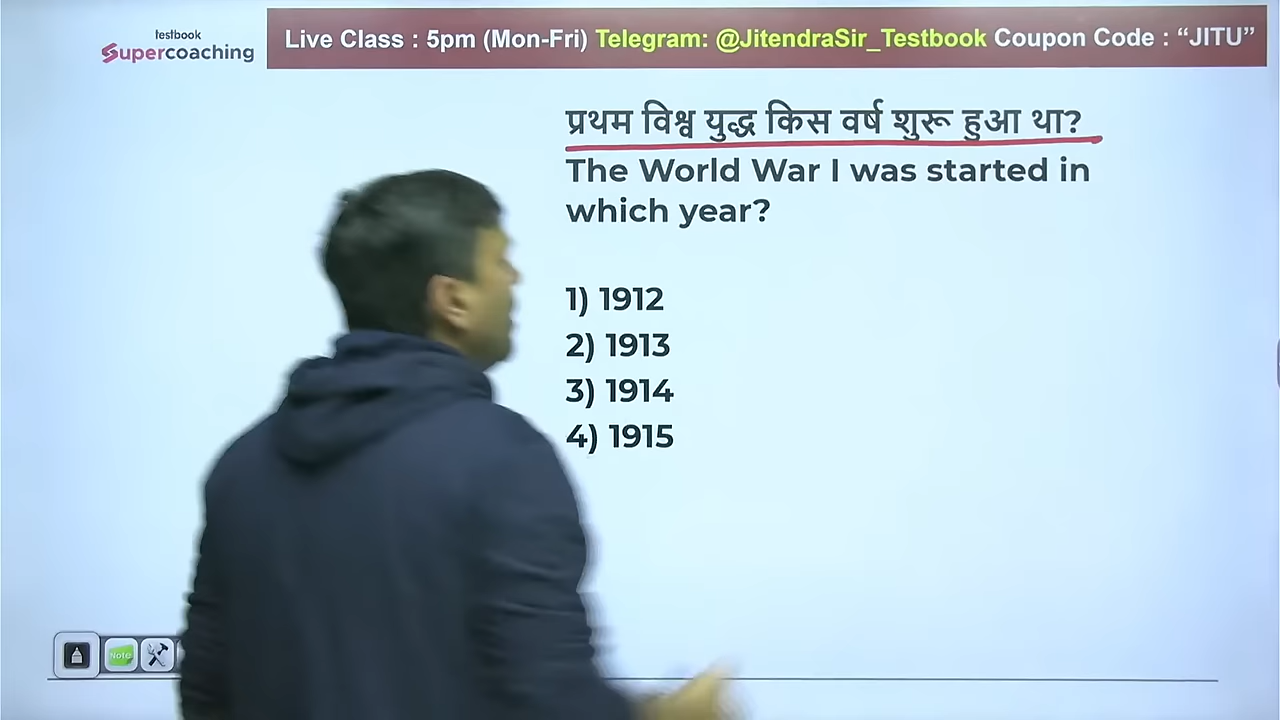 testbook
Supercoaching
Live Class : 5pm (Mon-Fri) Telegram: @JitendraSir_Testbook Coupon Code : “JITU”
प्रथम विश्व युद्ध किस वर्ष शुरू हुआ था?
The World War I was started in
which year?
1) 1912
2) 1913
3) 1914
4) 1915
Note